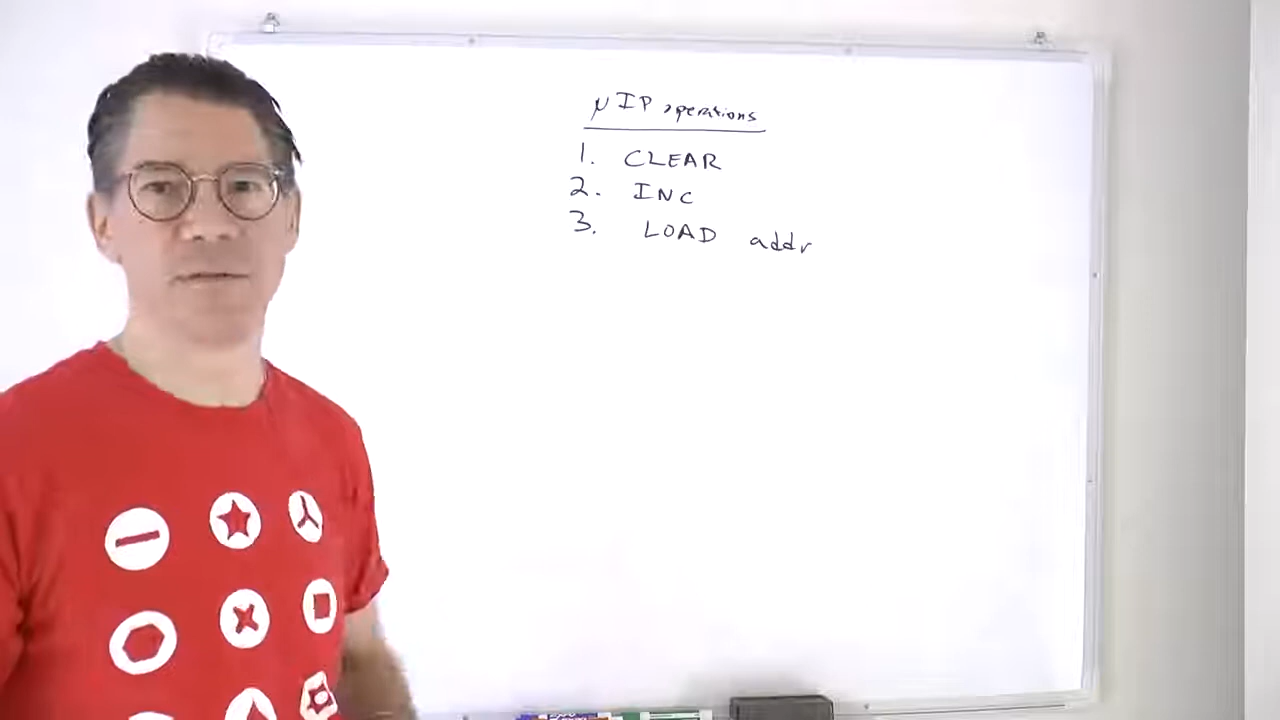 μIP operations
1. CLEAR
2. INC
3. LOAD addr